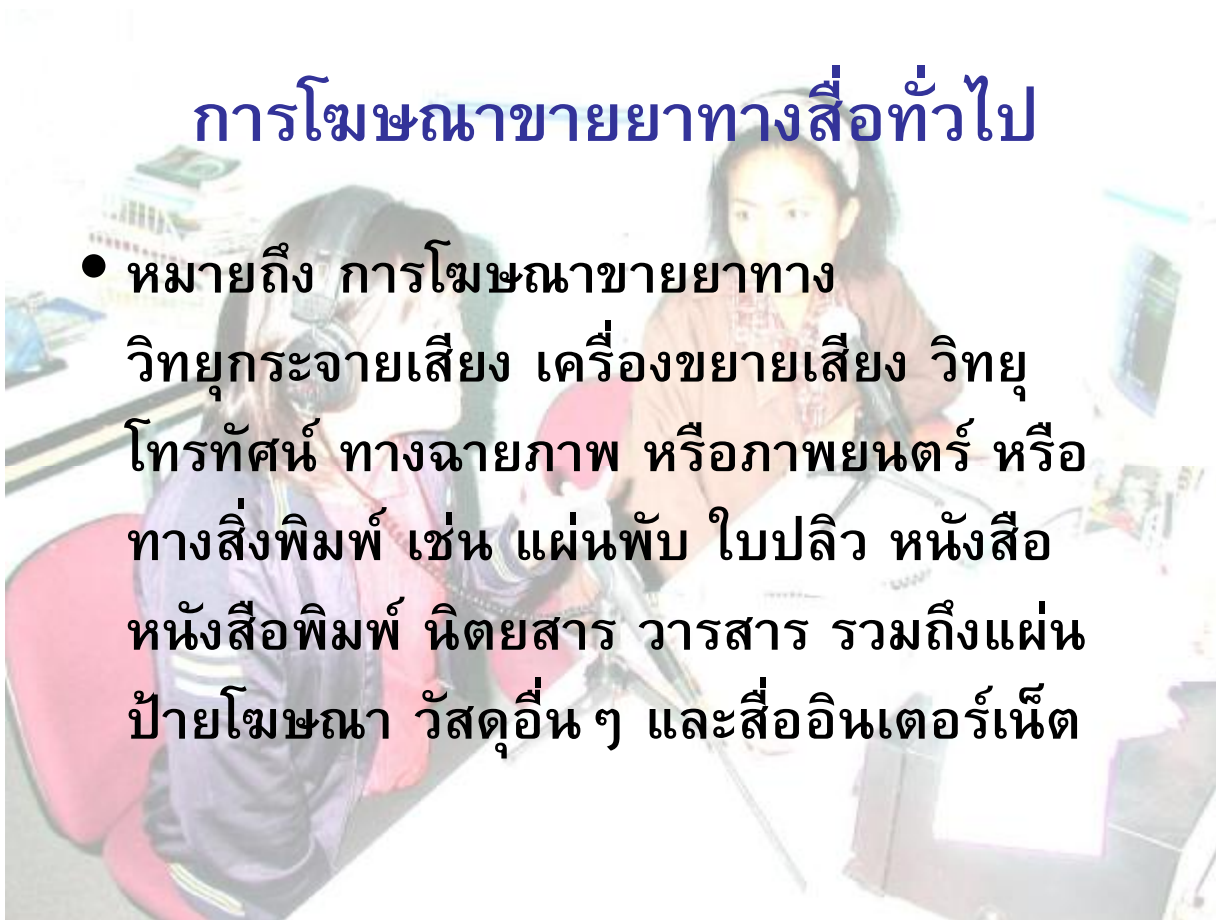 การโฆษณาขายยาทางสื่อทั่วไป
• หมายถึง การโฆษณาขายยาทาง
วิทยุกระจายเสียง เครื่องขยายเสียง วิทยุ
โทรทัศน์ ทางฉายภาพ หรือภาพยนตร์ หรือ
ทางสิ่งพิมพ์ เช่น แผ่นพับ ใบปลิว หนังสือ
หนังสือพิมพ์ นิตยสาร วารสาร รวมถึงแผ่น
ป้ายโฆษณา วัสดุอื่น ๆ และสื่ออินเตอร์เน็ต